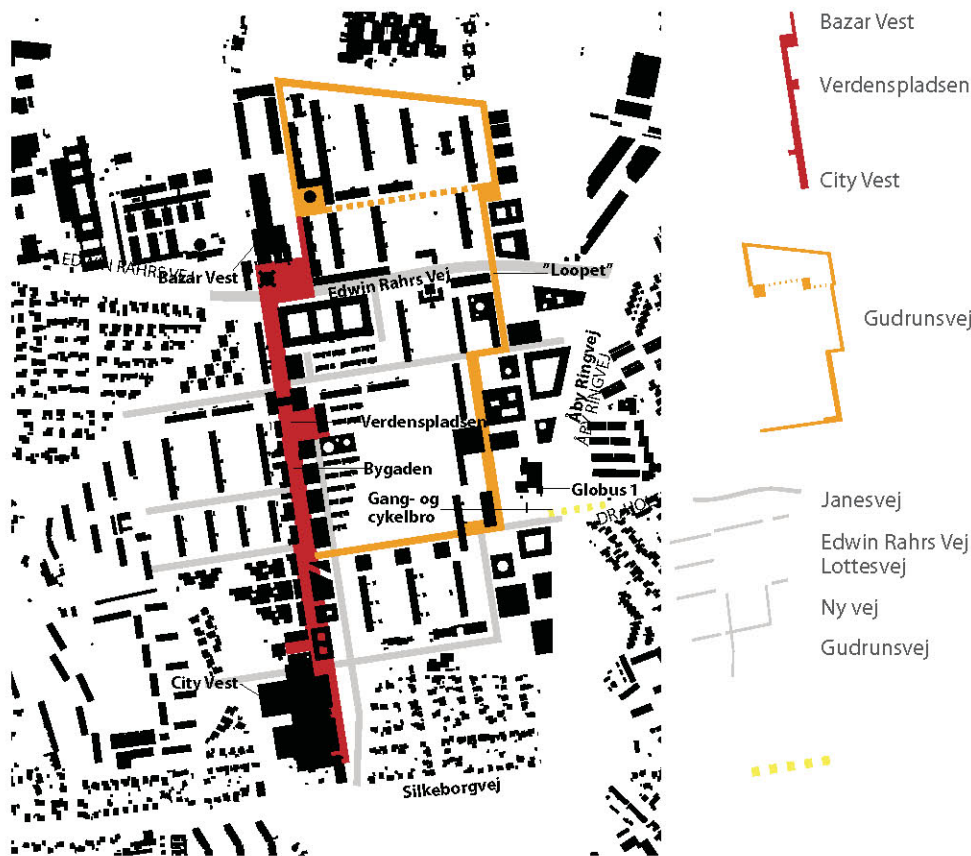 EDWIN RAHRS VEJ
Bazar Vest
Edwin Rahrs Vej
"Loopet"
Åby Ringvej
ÅBY RINGVEJ
Verdenspladsen
Bygaden
Gang- og
cykelbro
Globus 1
City Vest
Silkeborgvej
Bazar Vest
Verdenspladsen
City Vest
Gudrunsvej
Janesvej
Edwin Rahrs Vej
Lottesvej
Ny vej
Gudrunsvej